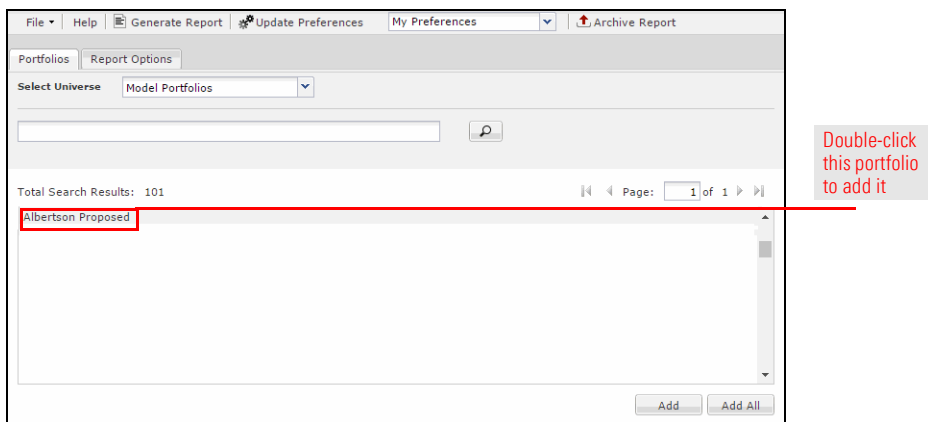 File Help Generate Report Update Preferences My Preferences Archive Report
Portfolios Report Options
Select Universe Model Portfolios
Total Search Results: 101 Page: 1 of 1
Albertson Proposed
Add Add All
Double-click
this portfolio
to add it